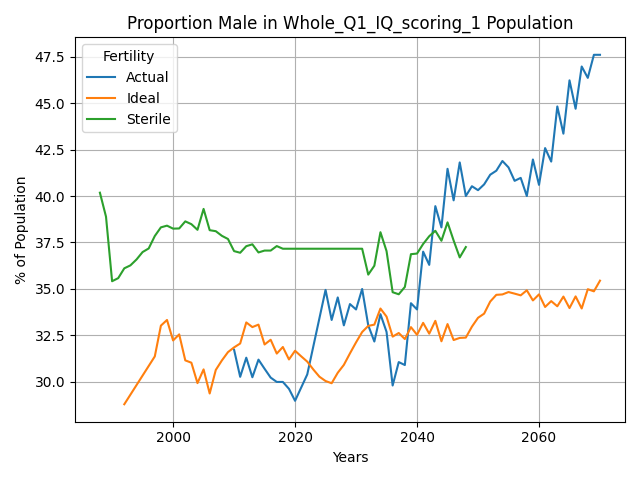 Proportion Male in Whole_Q1_IQ_scoring_1 Population
Fertility
Actual
Ideal
Sterile
47.5
45.0
42.5
40.0
37.5
35.0
32.5
30.0
% of Population
2000
2020
2040
2060
Years